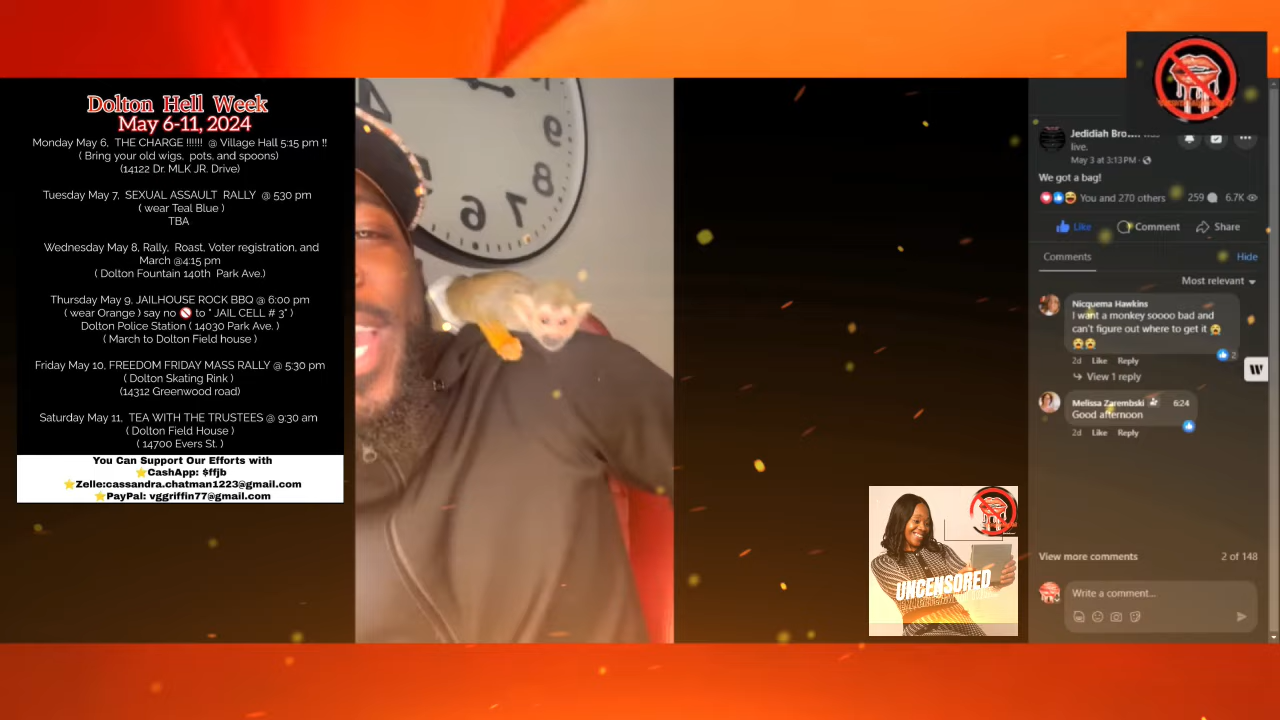 Dolton Hell Week
May 6-11, 2024
Monday May 6, THE CHARGE !!!!!! @ Village Hall 5:15 pm !!
( Bring your old wigs, pots, and spoons)
(14122 Dr. MLK JR. Drive)
Tuesday May 7, SEXUAL ASSAULT RALLY @ 530 pm
( wear Teal Blue )
TBA
Wednesday May 8, Rally, Roast, Voter registration, and
March @4:15 pm
( Dolton Fountain 140th Park Ave.)
Thursday May 9, JAILHOUSE ROCK BBQ @ 6:00 pm
( wear Orange ) say no 🚫 to " JAIL CELL # 3" )
Dolton Police Station ( 14030 Park Ave. )
( March to Dolton Field house )
Friday May 10, FREEDOM FRIDAY MASS RALLY @ 5:30 pm
( Dolton Skating Rink )
(14312 Greenwood road)
Saturday May 11, TEA WITH THE TRUSTEES @ 9:30 am
( Dolton Field House )
( 14700 Evers St. )
You Can Support Our Efforts with
⭐CashApp: $ffjb
⭐Zelle:cassandra.chatman1223@gmail.com
⭐PayPal: vggriffin77@gmail.com
9
8
7
6
UNCENSORED
Jedidiah Brown was
live.
May 3 at 3:13 PM ·
We got a bag!
You and 270 others 259 6.7K
Like Comment Share
Comments Hide
Most relevant
Nicquema Hawkins
I want a monkey soooo bad and
can't figure out where to get it 😭
😭😭
2
2d Like Reply
View 1 reply
W
Melissa Zarembski 6:24
Good afternoon
2d Like Reply
View more comments 2 of 148
Write a comment...